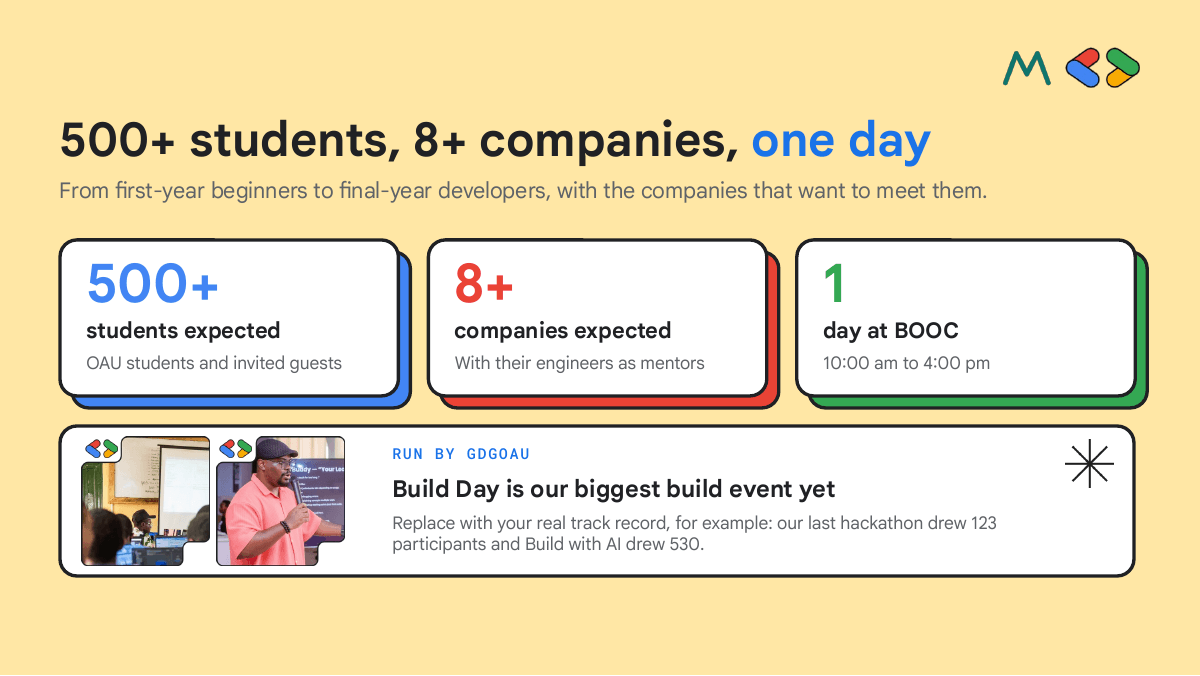 500+ students, 8+ companies, one day
From first-year beginners to final-year developers, with the companies that want to meet them.
500+
students expected
OAU students and invited guests
8+
companies expected
With their engineers as mentors
1
day at BOOC
10:00 am to 4:00 pm
RUN BY GDGOAU
Build Day is our biggest build event yet
Replace with your real track record, for example: our last hackathon drew 123
participants and Build with AI drew 530.